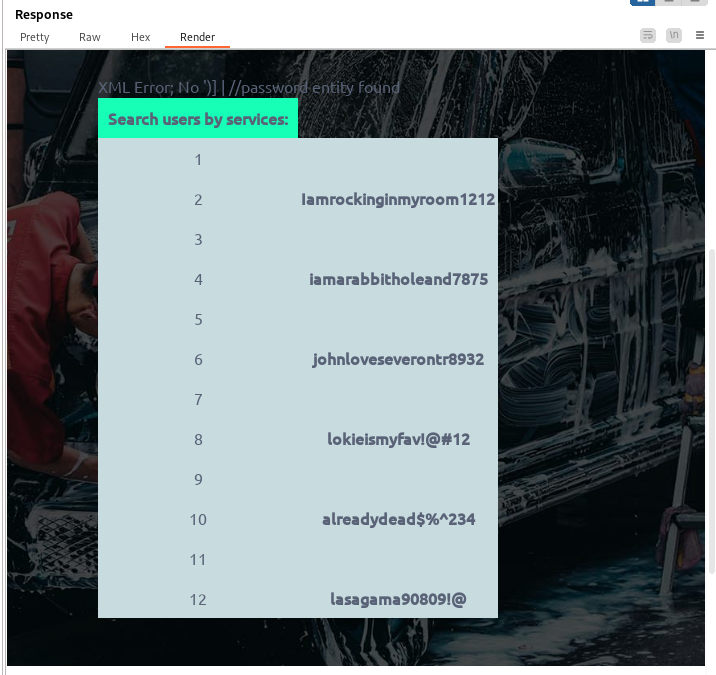 Response
Pretty Raw Hex Render
\n
XML Error; No ')] | //password entity found
Search users by services:
1
2 Iamrockinginmyroom1212
3
4 iamarabbitholeand7875
5
6 johnloveseverontr8932
7
8 lokieismyfav!@#12
9
10 alreadydead$%^234
11
12 lasagama90809!@